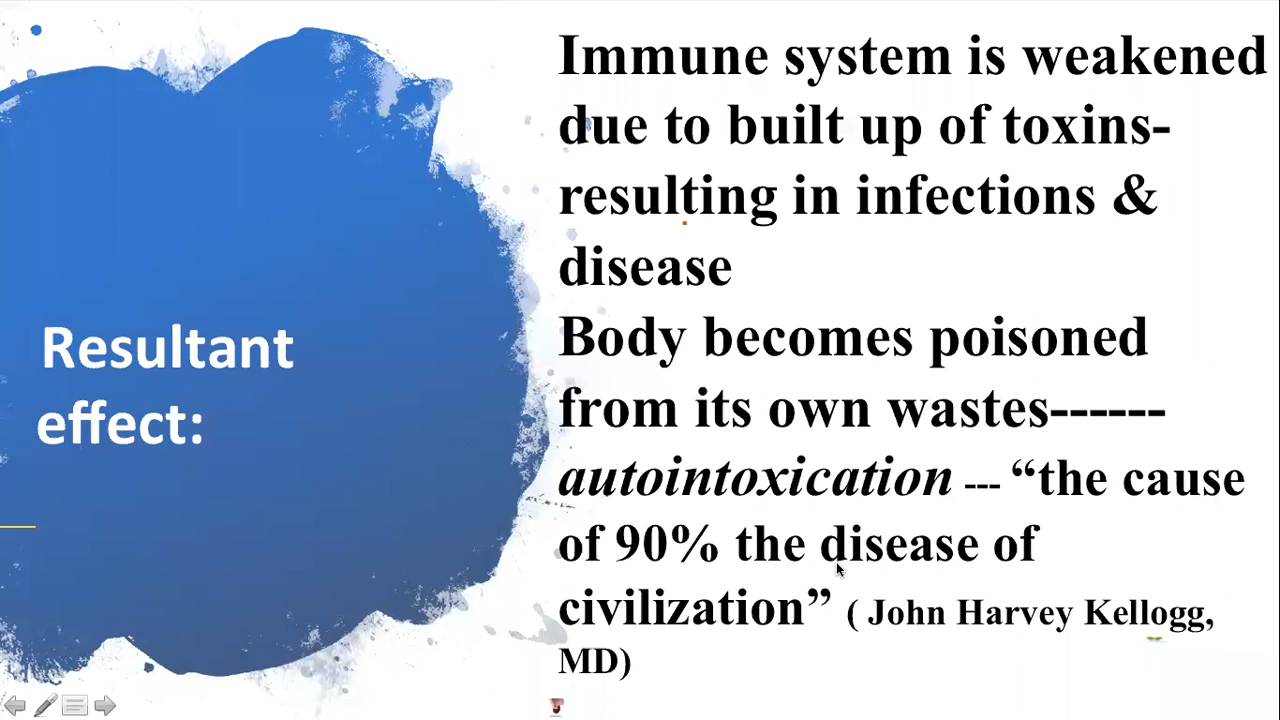 Resultant
effect:
Immune system is weakened
due to built up of toxins-
resulting in infections &
disease
Body becomes poisoned
from its own wastes------
autointoxication --- “the cause
of 90% the disease of
civilization” ( John Harvey Kellogg,
MD)